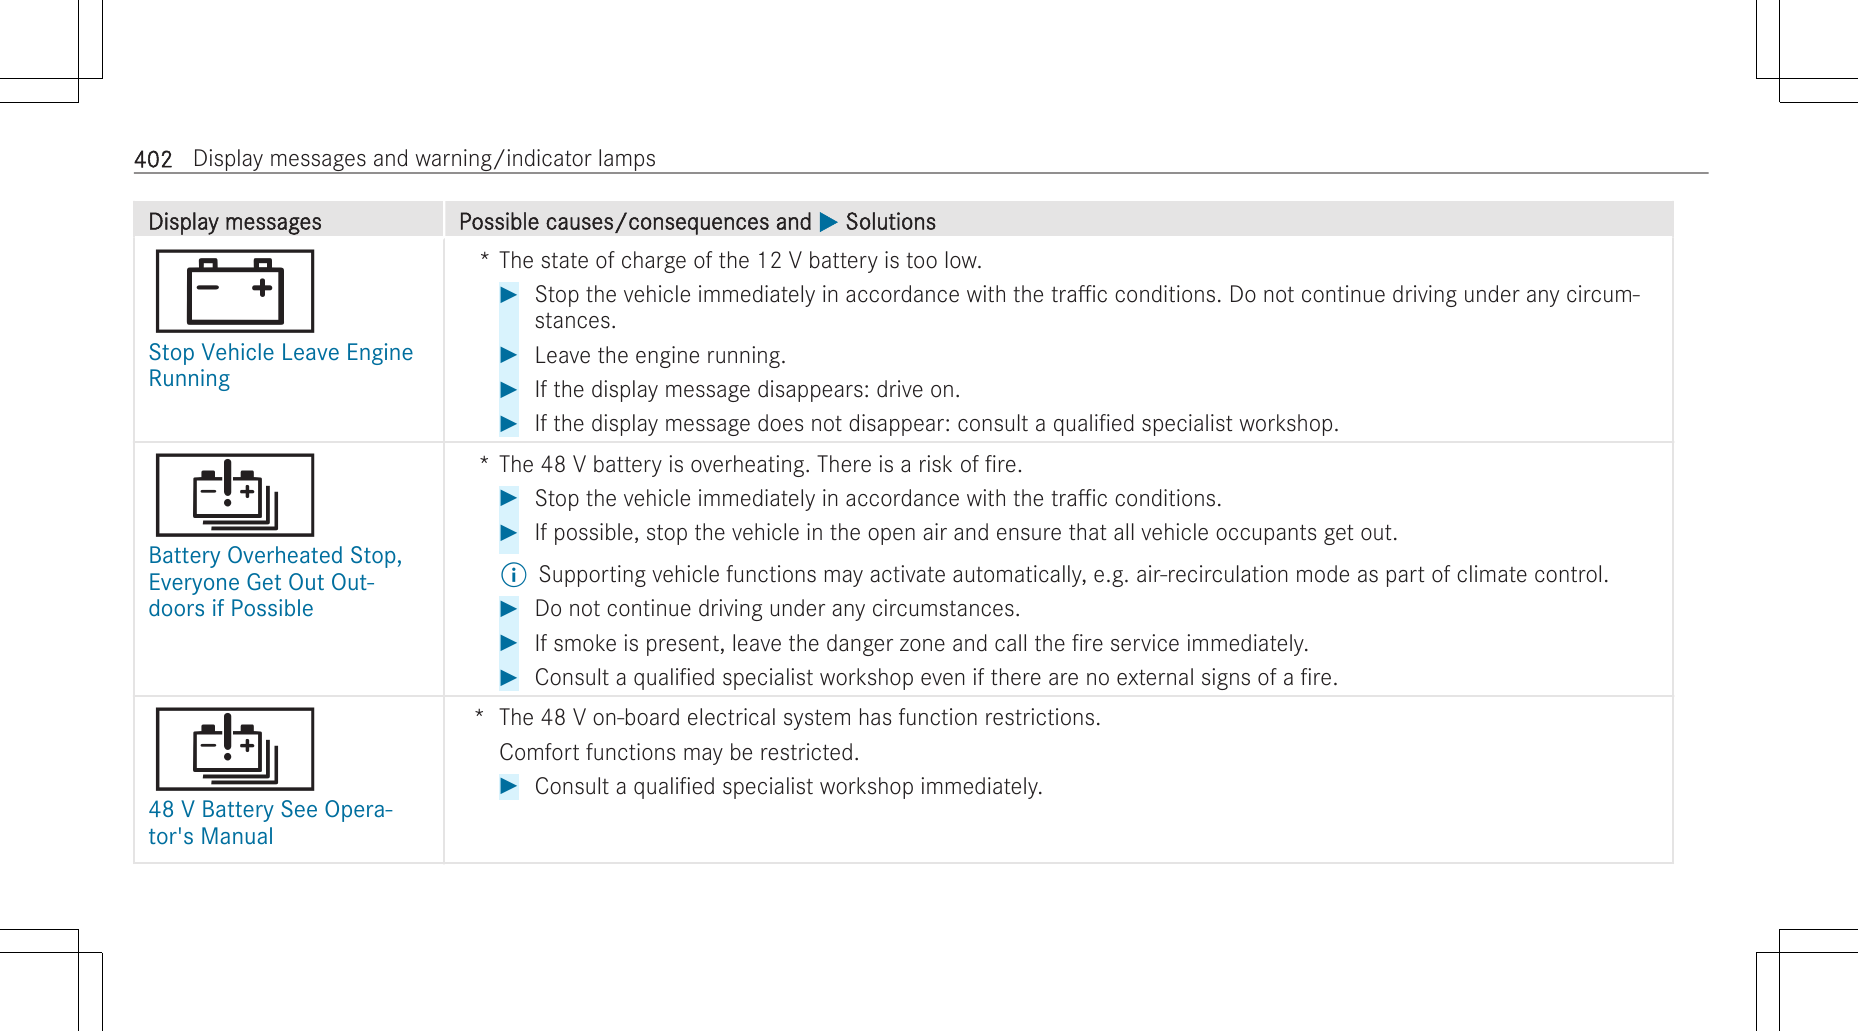 402 Display messages and warning/indicator lamps
Display messages
Possible causes/consequences and ▶ Solutions
Stop Vehicle Leave Engine
Running
* The state of charge of the 12 V battery is too low.
▶ Stop the vehicle immediately in accordance with the traffic conditions. Do not continue driving under any circum-
stances.
▶ Leave the engine running.
▶ If the display message disappears: drive on.
▶ If the display message does not disappear: consult a qualified specialist workshop.
Battery Overheated Stop,
Everyone Get Out Out-
doors if Possible
* The 48 V battery is overheating. There is a risk of fire.
▶ Stop the vehicle immediately in accordance with the traffic conditions.
▶ If possible, stop the vehicle in the open air and ensure that all vehicle occupants get out.
ⓘ Supporting vehicle functions may activate automatically, e.g. air-recirculation mode as part of climate control.
▶ Do not continue driving under any circumstances.
▶ If smoke is present, leave the danger zone and call the fire service immediately.
▶ Consult a qualified specialist workshop even if there are no external signs of a fire.
48 V Battery See Opera-
tor's Manual
* The 48 V on-board electrical system has function restrictions.
Comfort functions may be restricted.
▶ Consult a qualified specialist workshop immediately.